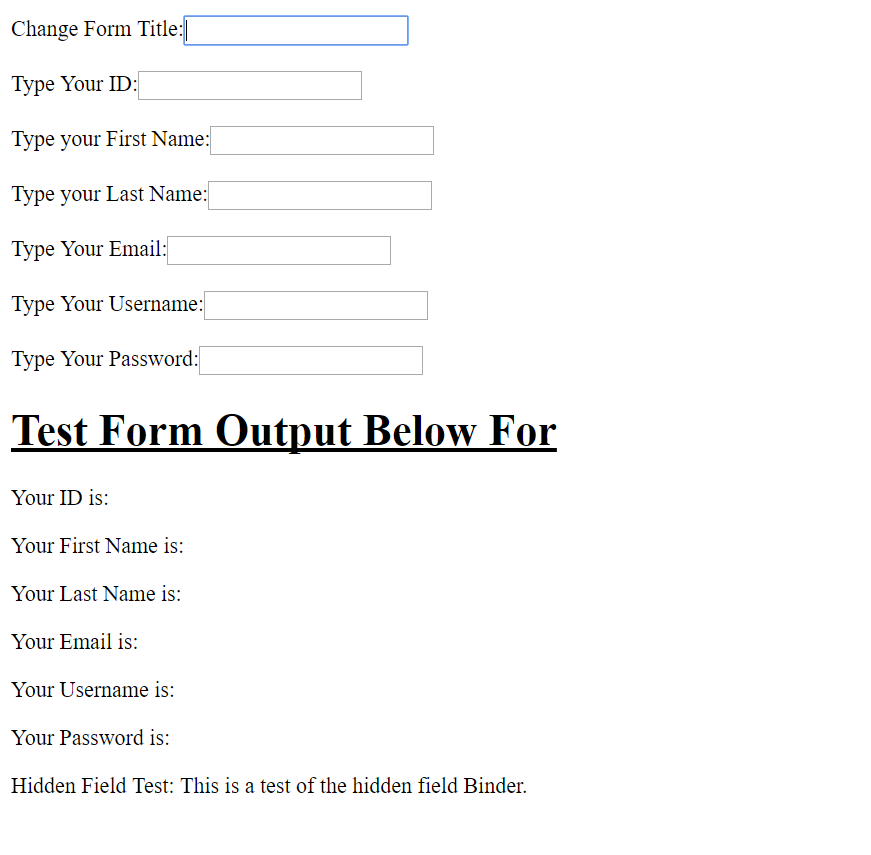 Change Form Title:
Type Your ID:
Type your First Name:
Type your Last Name:
Type Your Email:
Type Your Username:
Type Your Password:
Test Form Output Below For
Your ID is:
Your First Name is:
Your Last Name is:
Your Email is:
Your Username is:
Your Password is:
Hidden Field Test: This is a test of the hidden field Binder.